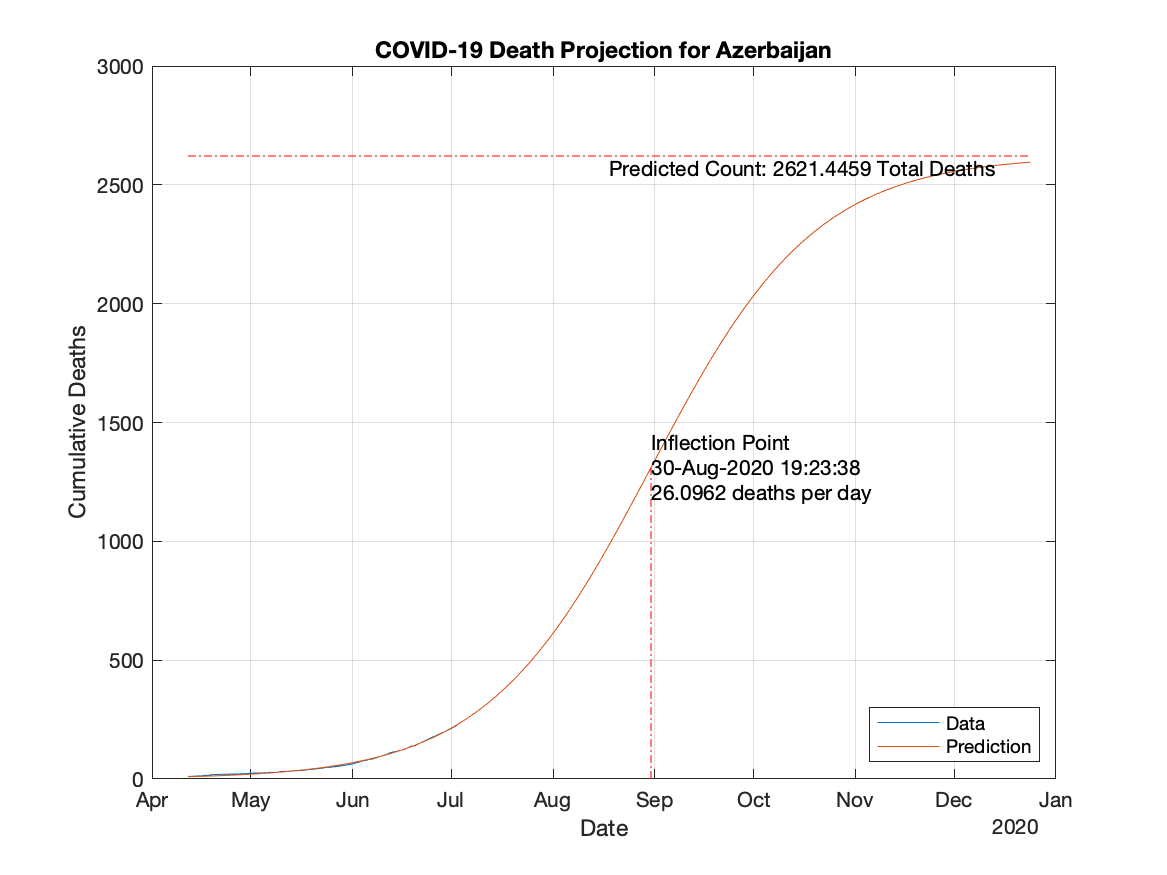 COVID-19 Death Projection for Azerbaijan
3000
2500
2000
1500
1000
500
0
Cumulative Deaths
Predicted Count: 2621.4459 Total Deaths
Inflection Point
30-Aug-2020 19:23:38
26.0962 deaths per day
Data
Prediction
Apr May Jun Jul Aug Sep Oct Nov Dec Jan
Date
2020